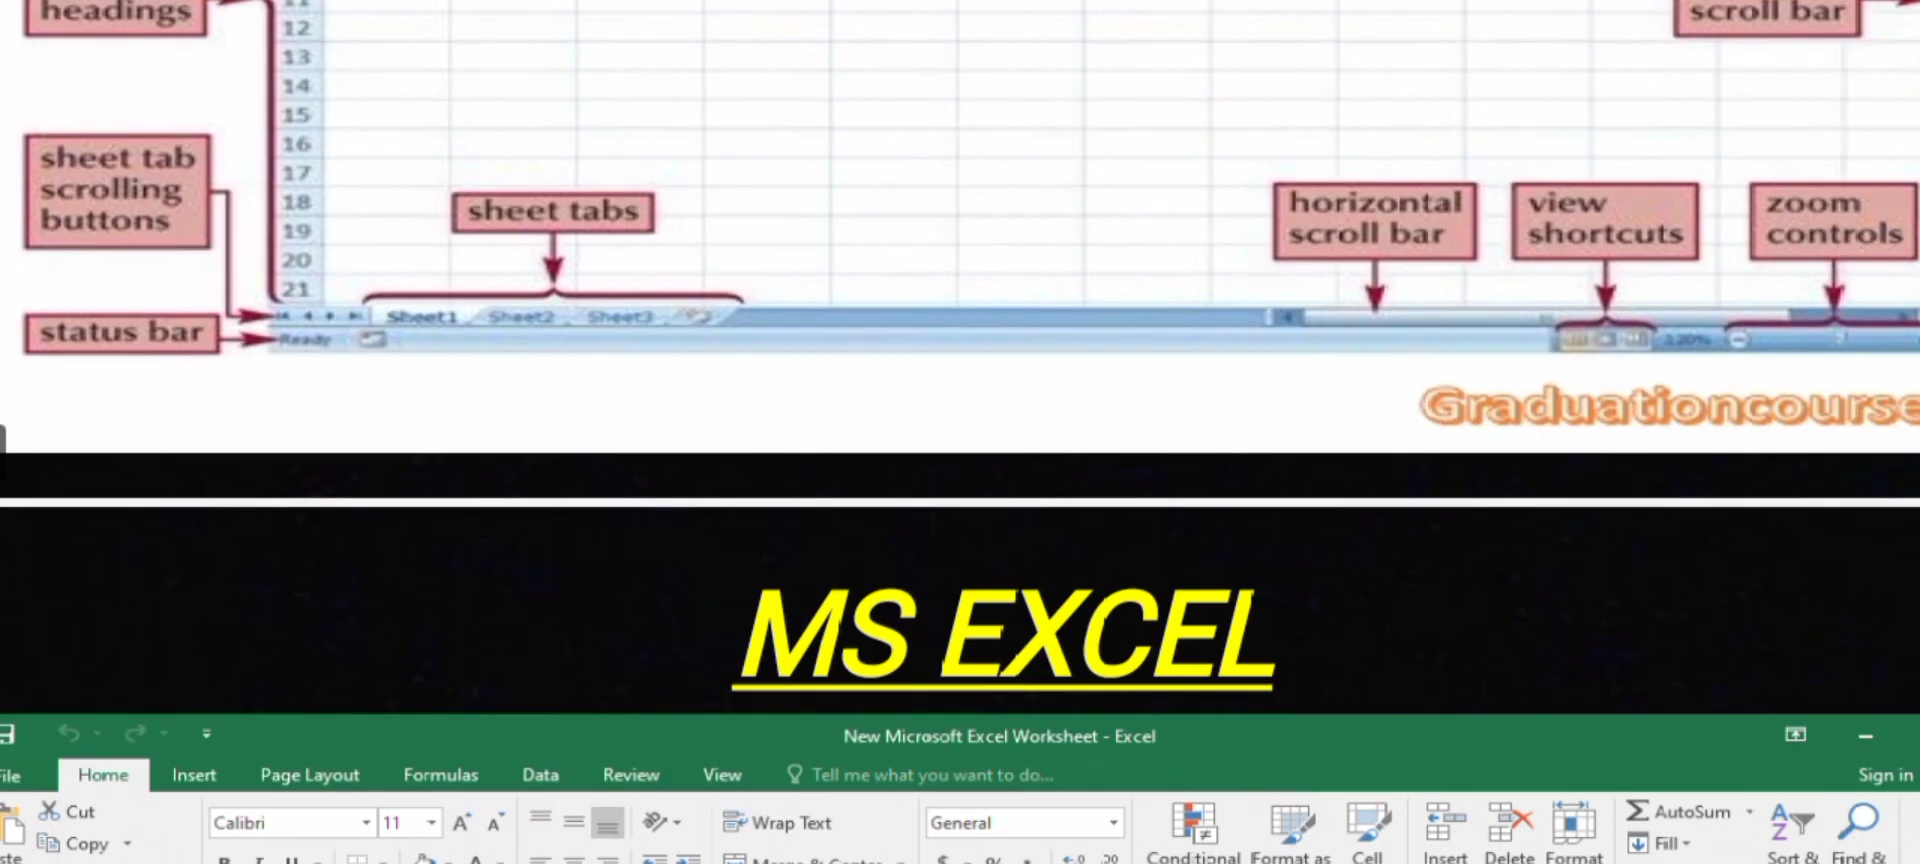 headings
scroll bar
12
13
14
15
16
17
18
19
20
21
sheet tab
scrolling
buttons
sheet tabs
horizontal
scroll bar
view
shortcuts
zoom
controls
Sheet1 Sheet2 Sheet3
status bar
Ready 120%
Graduationcourse
MS EXCEL
New Microsoft Excel Worksheet - Excel
Home Insert Page Layout Formulas Data Review View Tell me what you want to do... Sign in
Cut
Calibri 11 Wrap Text General AutoSum
Copy Fill
Conditional Format as Cell Insert Delete Format Sort & Find &